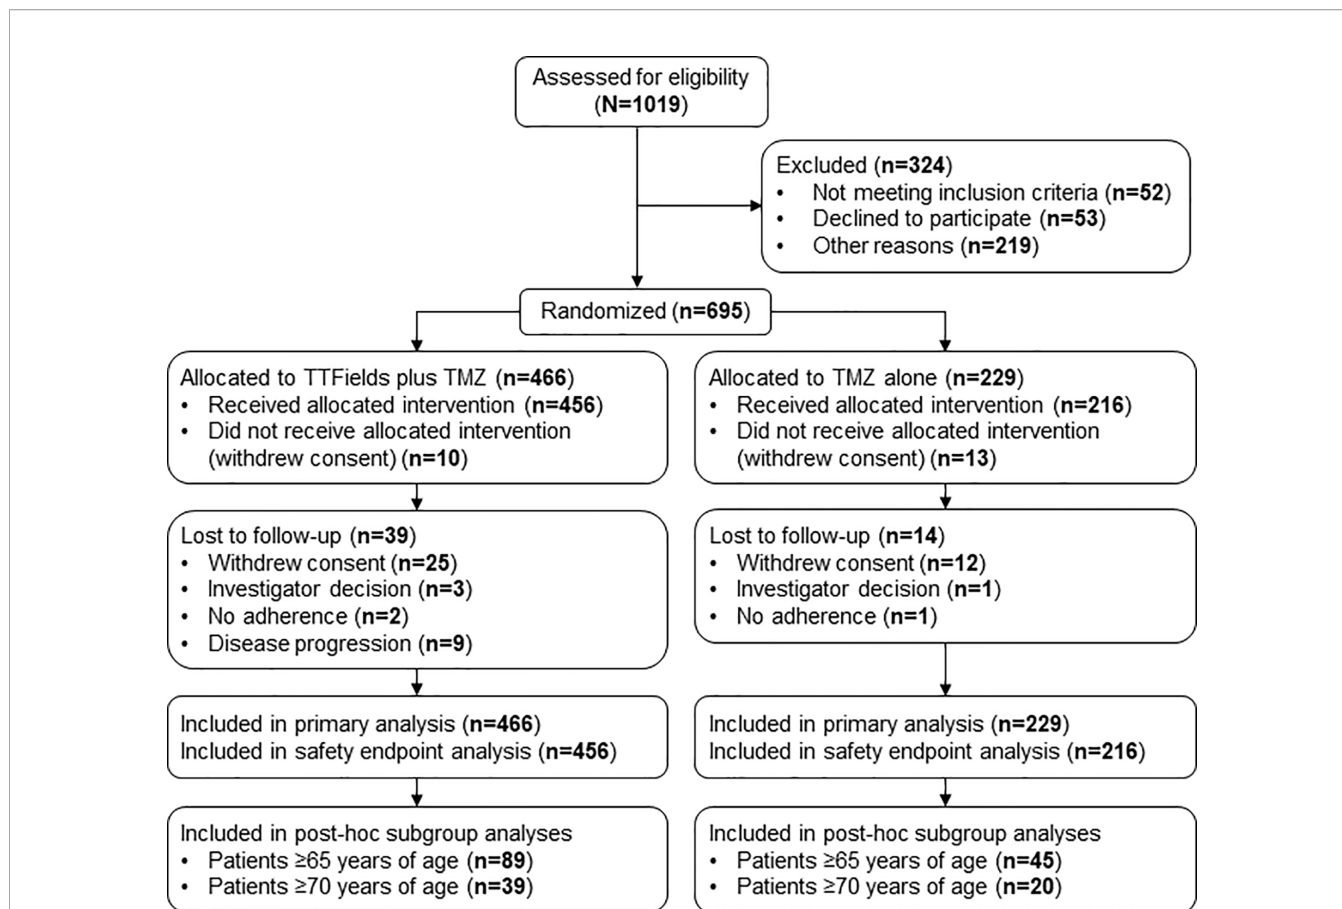 Assessed for eligibility
(N=1019)
Excluded (n=324)
• Not meeting inclusion criteria (n=52)
• Declined to participate (n=53)
• Other reasons (n=219)
Randomized (n=695)
Allocated to TTFields plus TMZ (n=466)
• Received allocated intervention (n=456)
• Did not receive allocated intervention
(withdrew consent) (n=10)
Allocated to TMZ alone (n=229)
• Received allocated intervention (n=216)
• Did not receive allocated intervention
(withdrew consent) (n=13)
Lost to follow-up (n=39)
• Withdrew consent (n=25)
• Investigator decision (n=3)
• No adherence (n=2)
• Disease progression (n=9)
Lost to follow-up (n=14)
• Withdrew consent (n=12)
• Investigator decision (n=1)
• No adherence (n=1)
Included in primary analysis (n=466)
Included in safety endpoint analysis (n=456)
Included in primary analysis (n=229)
Included in safety endpoint analysis (n=216)
Included in post-hoc subgroup analyses
• Patients ≥65 years of age (n=89)
• Patients ≥70 years of age (n=39)
Included in post-hoc subgroup analyses
• Patients ≥65 years of age (n=45)
• Patients ≥70 years of age (n=20)